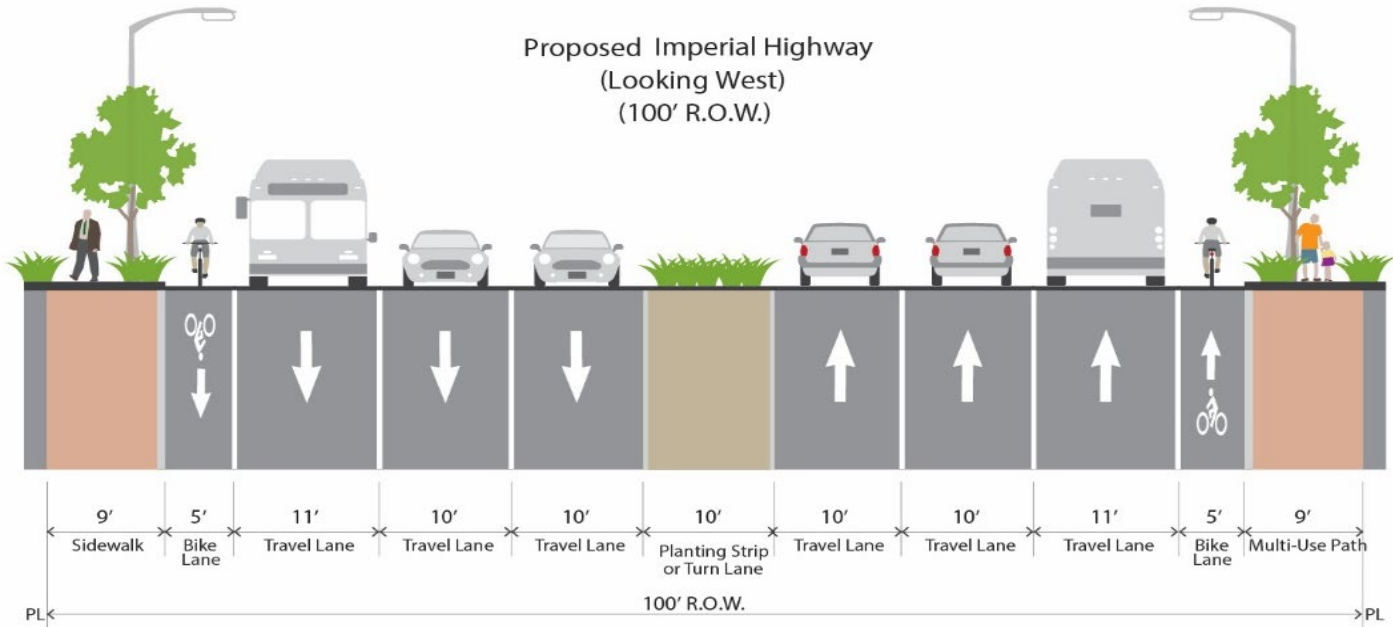 Proposed Imperial Highway
(Looking West)
(100' R.O.W.)
9' 5' 11' 10' 10' 10' 10' 10' 11' 5' 9'
Sidewalk Bike Lane Travel Lane Travel Lane Travel Lane Planting Strip or Turn Lane Travel Lane Travel Lane Travel Lane Bike Lane Multi-Use Path
100' R.O.W.
PL PL